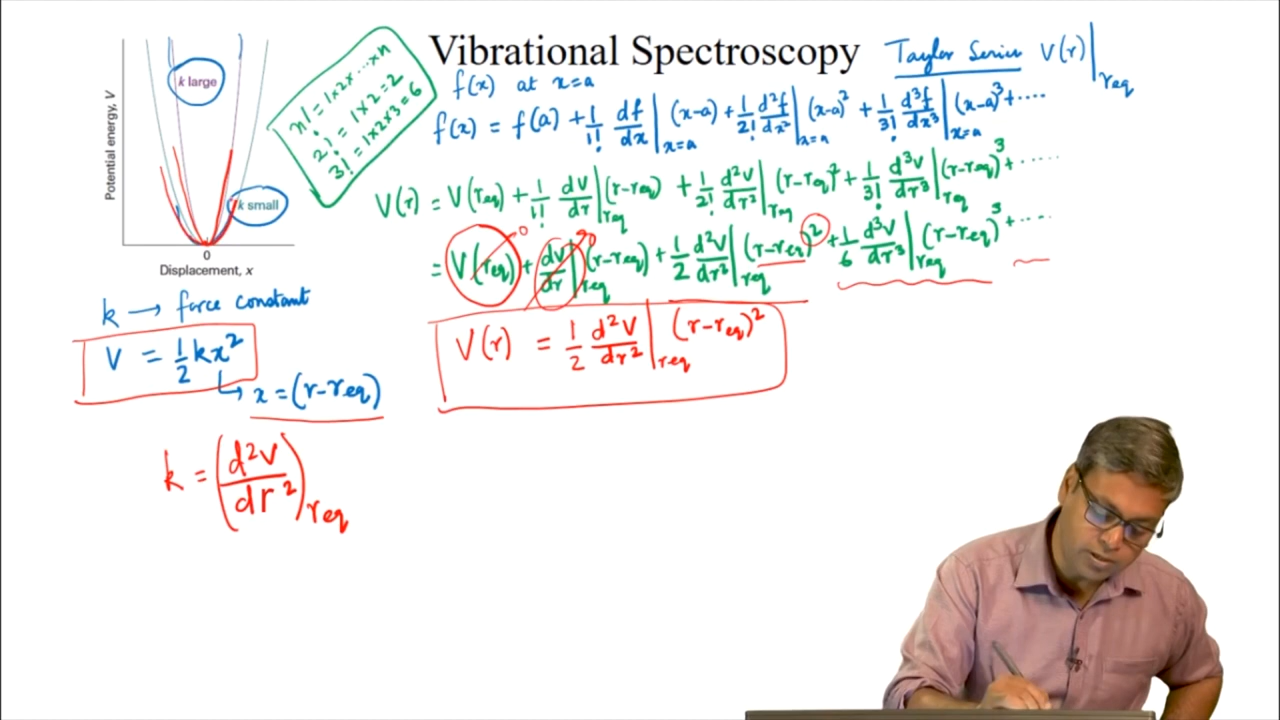 Vibrational Spectroscopy
Taylor Series V(r)|req
f(x) at x=a
f(x) = f(a) + 1/1! df/dx|x=a (x-a) + 1/2! d²f/dx²|x=a (x-a)² + 1/3! d³f/dx³|x=a (x-a)³ + ....
n! = 1×2×...×n
2! = 1×2 = 2
3! = 1×2×3 = 6
V(r) = V(req) + 1/1! dV/dr|req (r-req) + 1/2! d²V/dr²|req (r-req)² + 1/3! d³V/dr³|req (r-req)³ + .....
= V(req) → 0 + dV/dr|req → 0 (r-req) + 1/2 d²V/dr²|req (r-req)² + 1/6 d³V/dr³|req (r-req)³ + ....
V(r) = 1/2 d²V/dr²|req (r-req)²
Potential energy, V
k large
k small
0
Displacement, x
k → force constant
V = 1/2 kx²
↳ x = (r-req)
k = (d²V/dr²)req